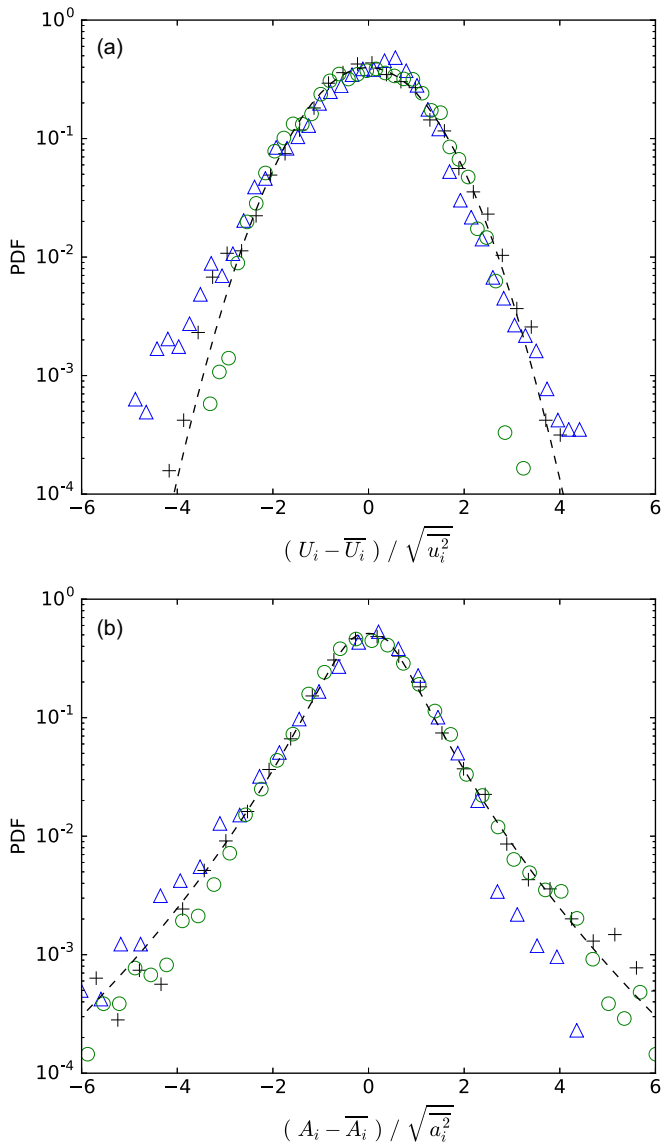 (a)
10^0
10^-1
10^-2
10^-3
10^-4
PDF
−6 −4 −2 0 2 4 6
( U_i − \overline{U_i} ) / \sqrt{\overline{u_i^2}}
(b)
10^0
10^-1
10^-2
10^-3
10^-4
PDF
−6 −4 −2 0 2 4 6
( A_i − \overline{A_i} ) / \sqrt{\overline{a_i^2}}